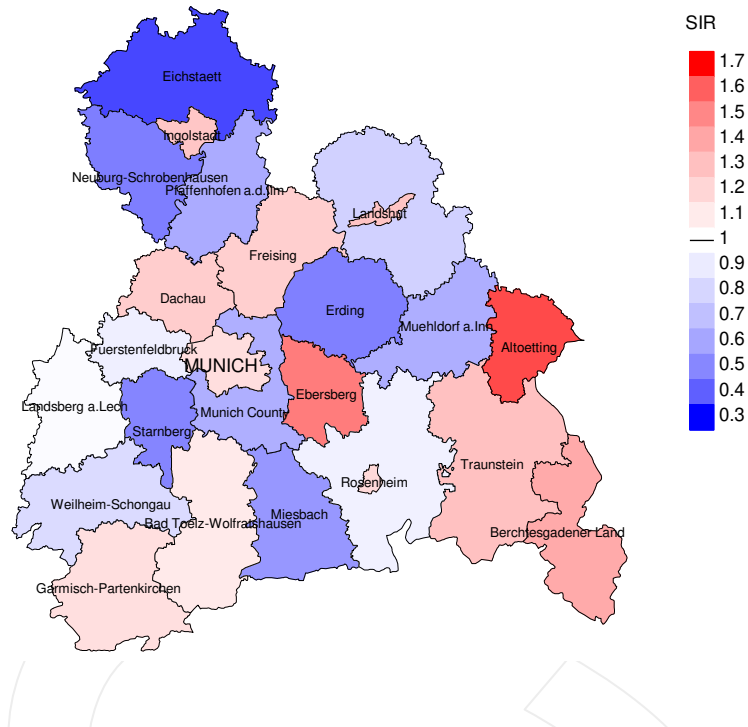 SIR
Eichstaett
1.7
1.6
1.5
Ingolstadt
1.4
Neuburg-Schrobenhausen
1.3
Pfaffenhofen a.d.Ilm
1.2
Landshut
1.1
1
Freising
0.9
Dachau
0.8
Erding
0.7
Muehldorf a.Inn
0.6
Fuerstenfeldbruck
Altoetting
0.5
MUNICH
0.4
Ebersberg
Landsberg a.Lech
Munich County
0.3
Starnberg
Traunstein
Rosenheim
Weilheim-Schongau
Miesbach
Bad Toelz-Wolfratshausen
Berchtesgadener Land
Garmisch-Partenkirchen